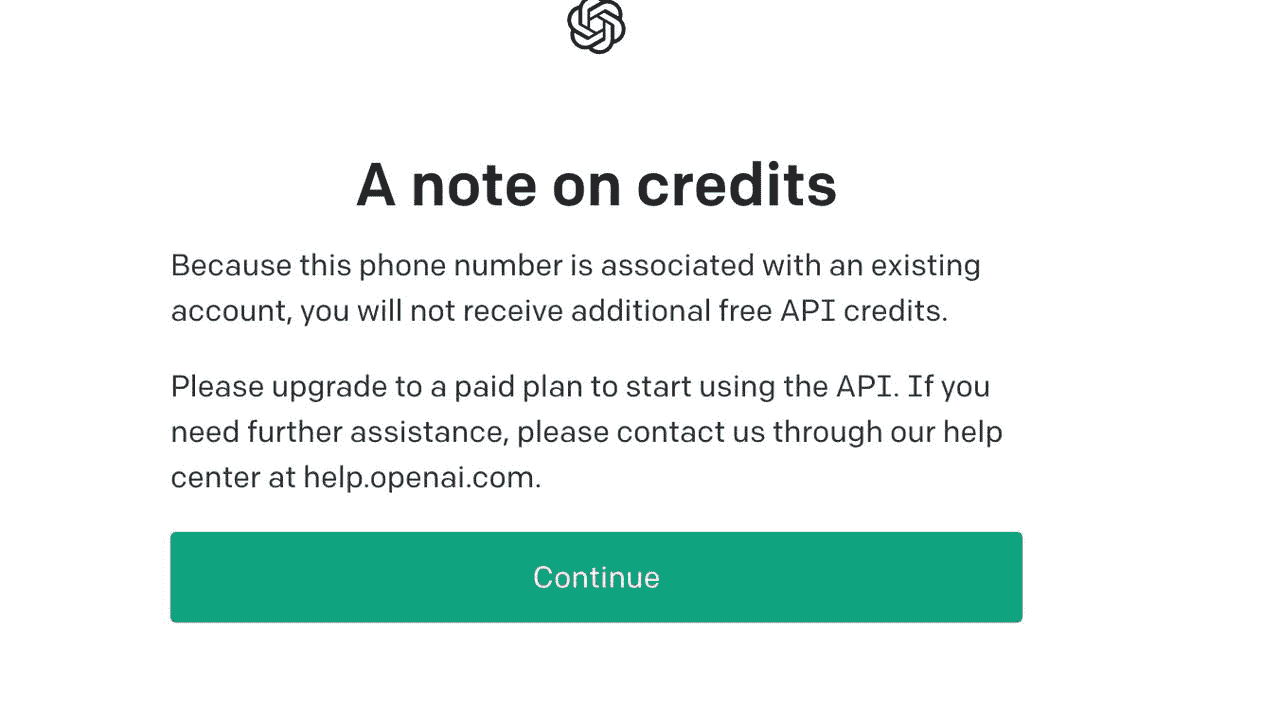 A note on credits
Because this phone number is associated with an existing
account, you will not receive additional free API credits.
Please upgrade to a paid plan to start using the API. If you
need further assistance, please contact us through our help
center at help.openai.com.
Continue